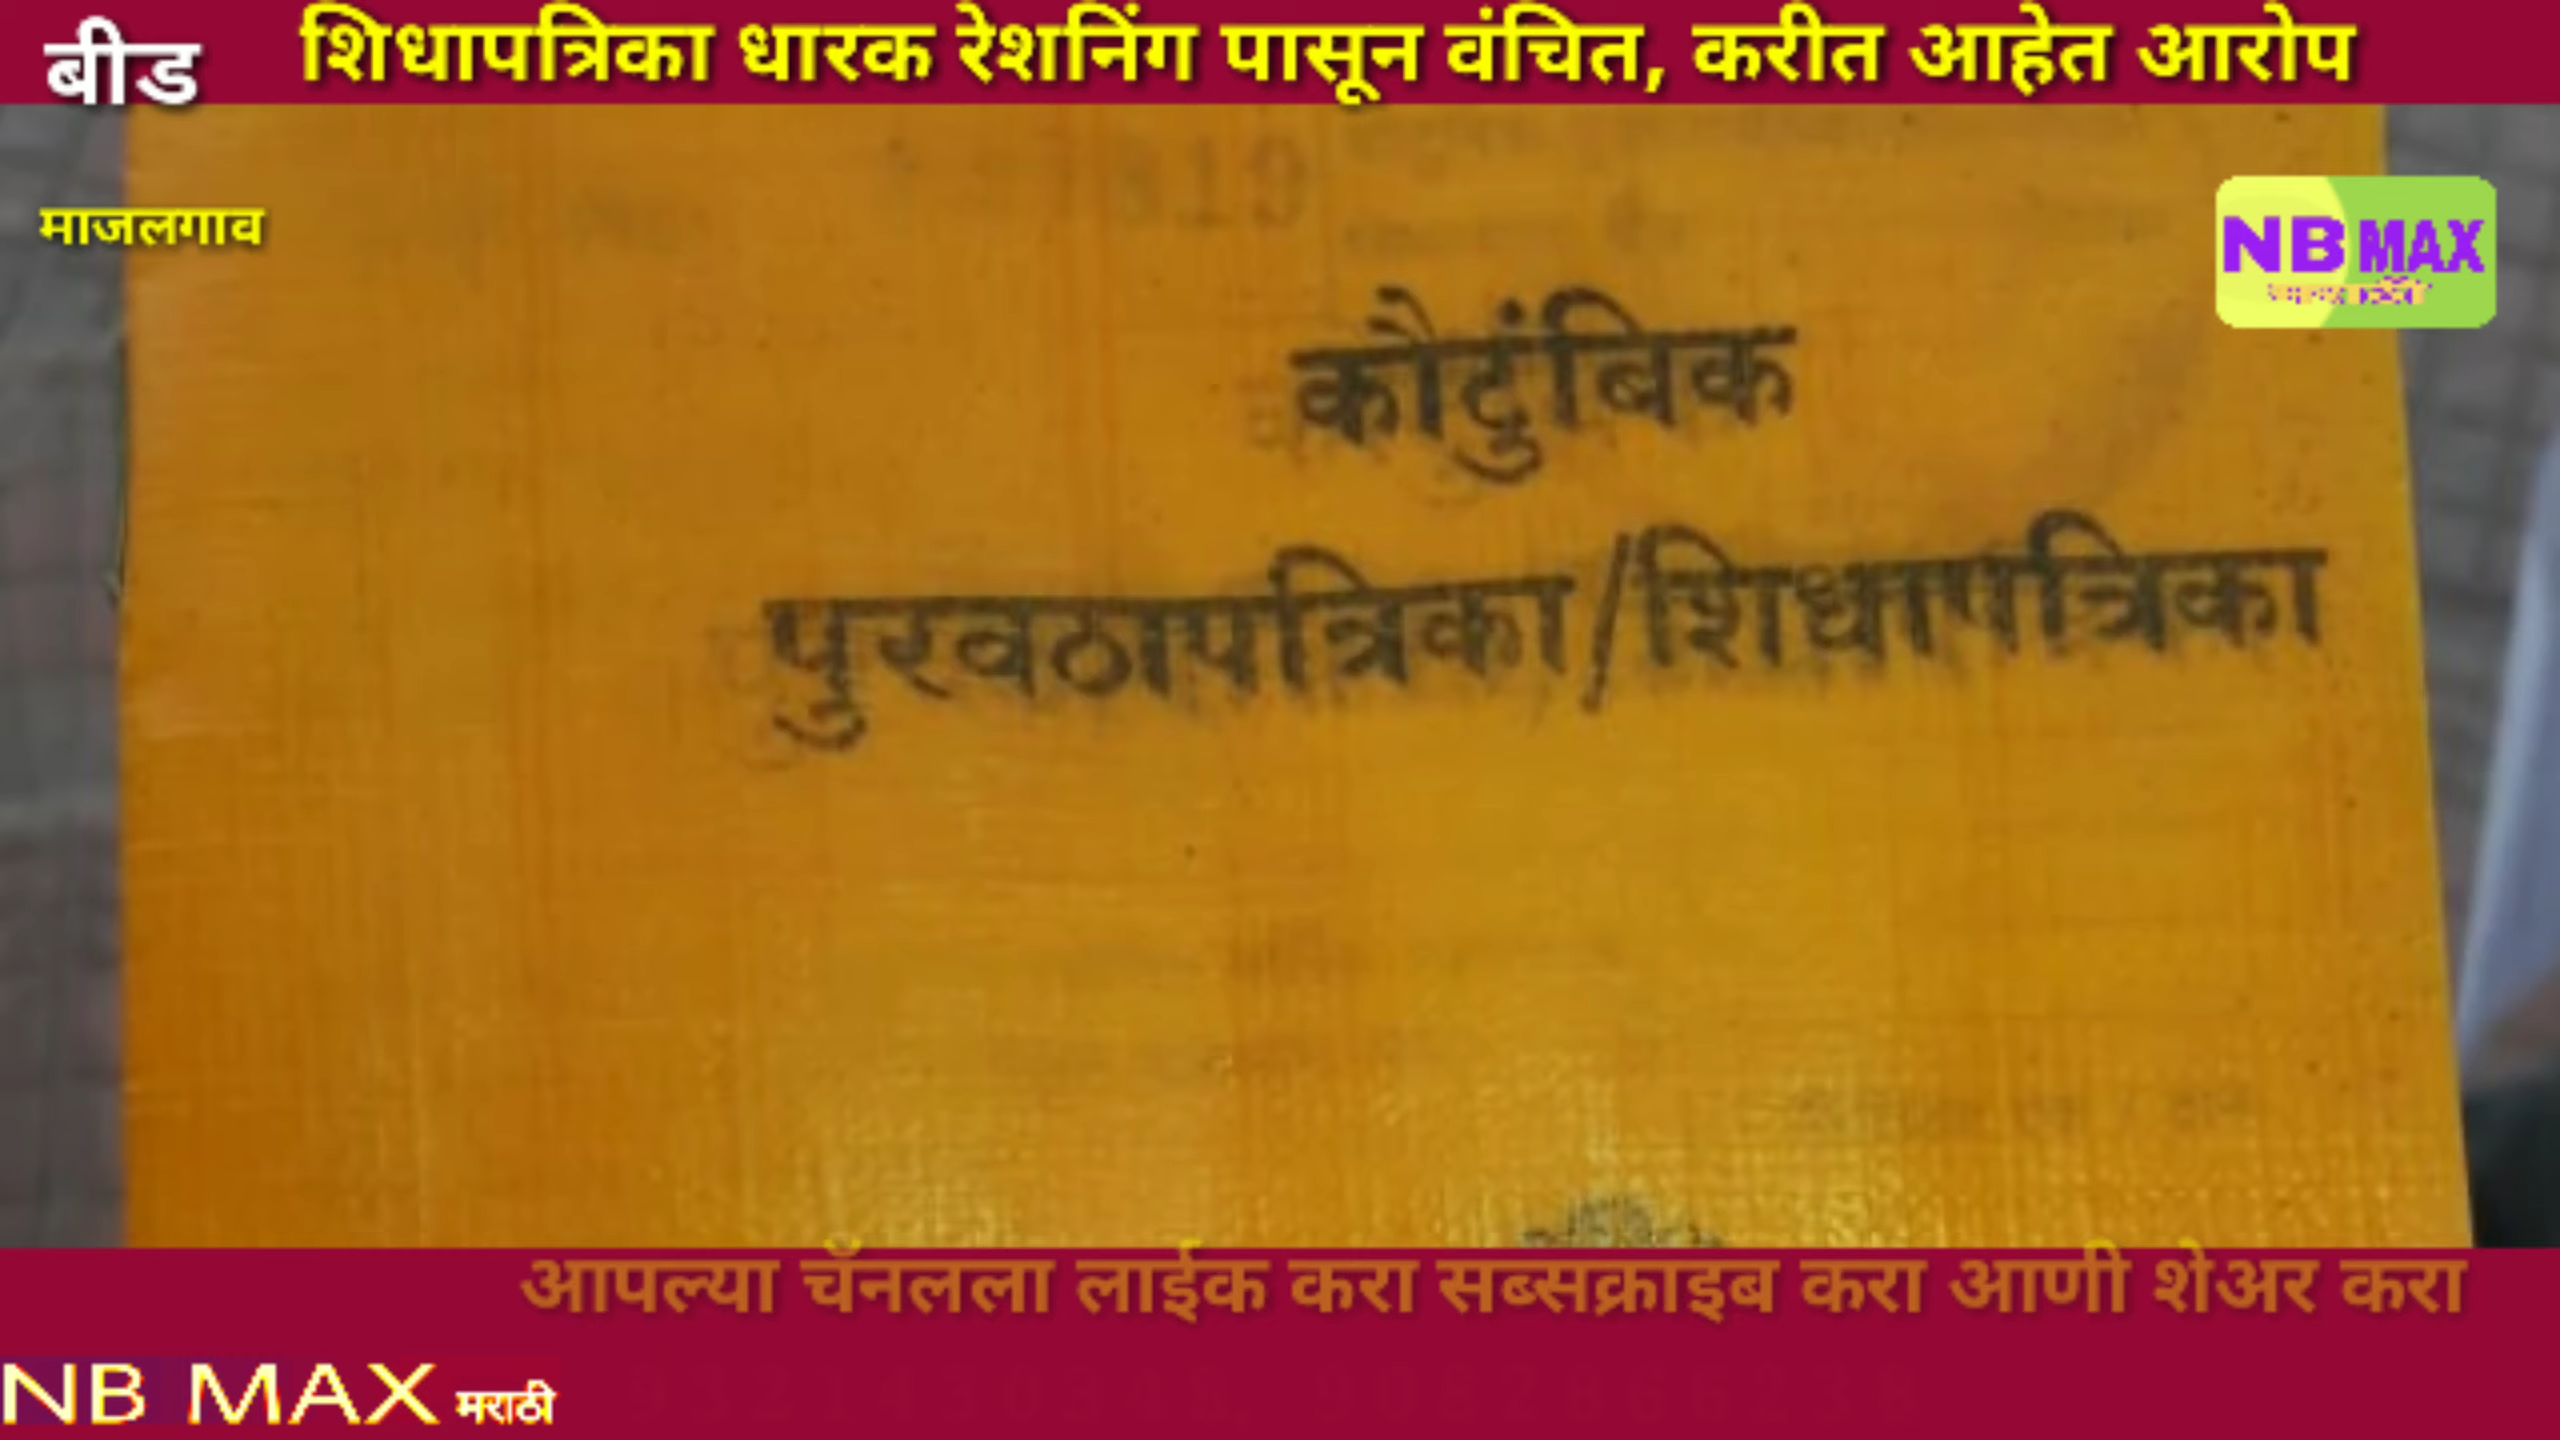 बीड शिधापत्रिका धारक रेशनिंग पासून वंचित, करीत आहेत आरोप
माजलगाव
NB MAX
819
कौटुंबिक
पुरवठापत्रिका/शिधापत्रिका
आपल्या चॅनलला लाईक करा सब्सक्राइब करा आणी शेअर करा
NB MAX मराठी